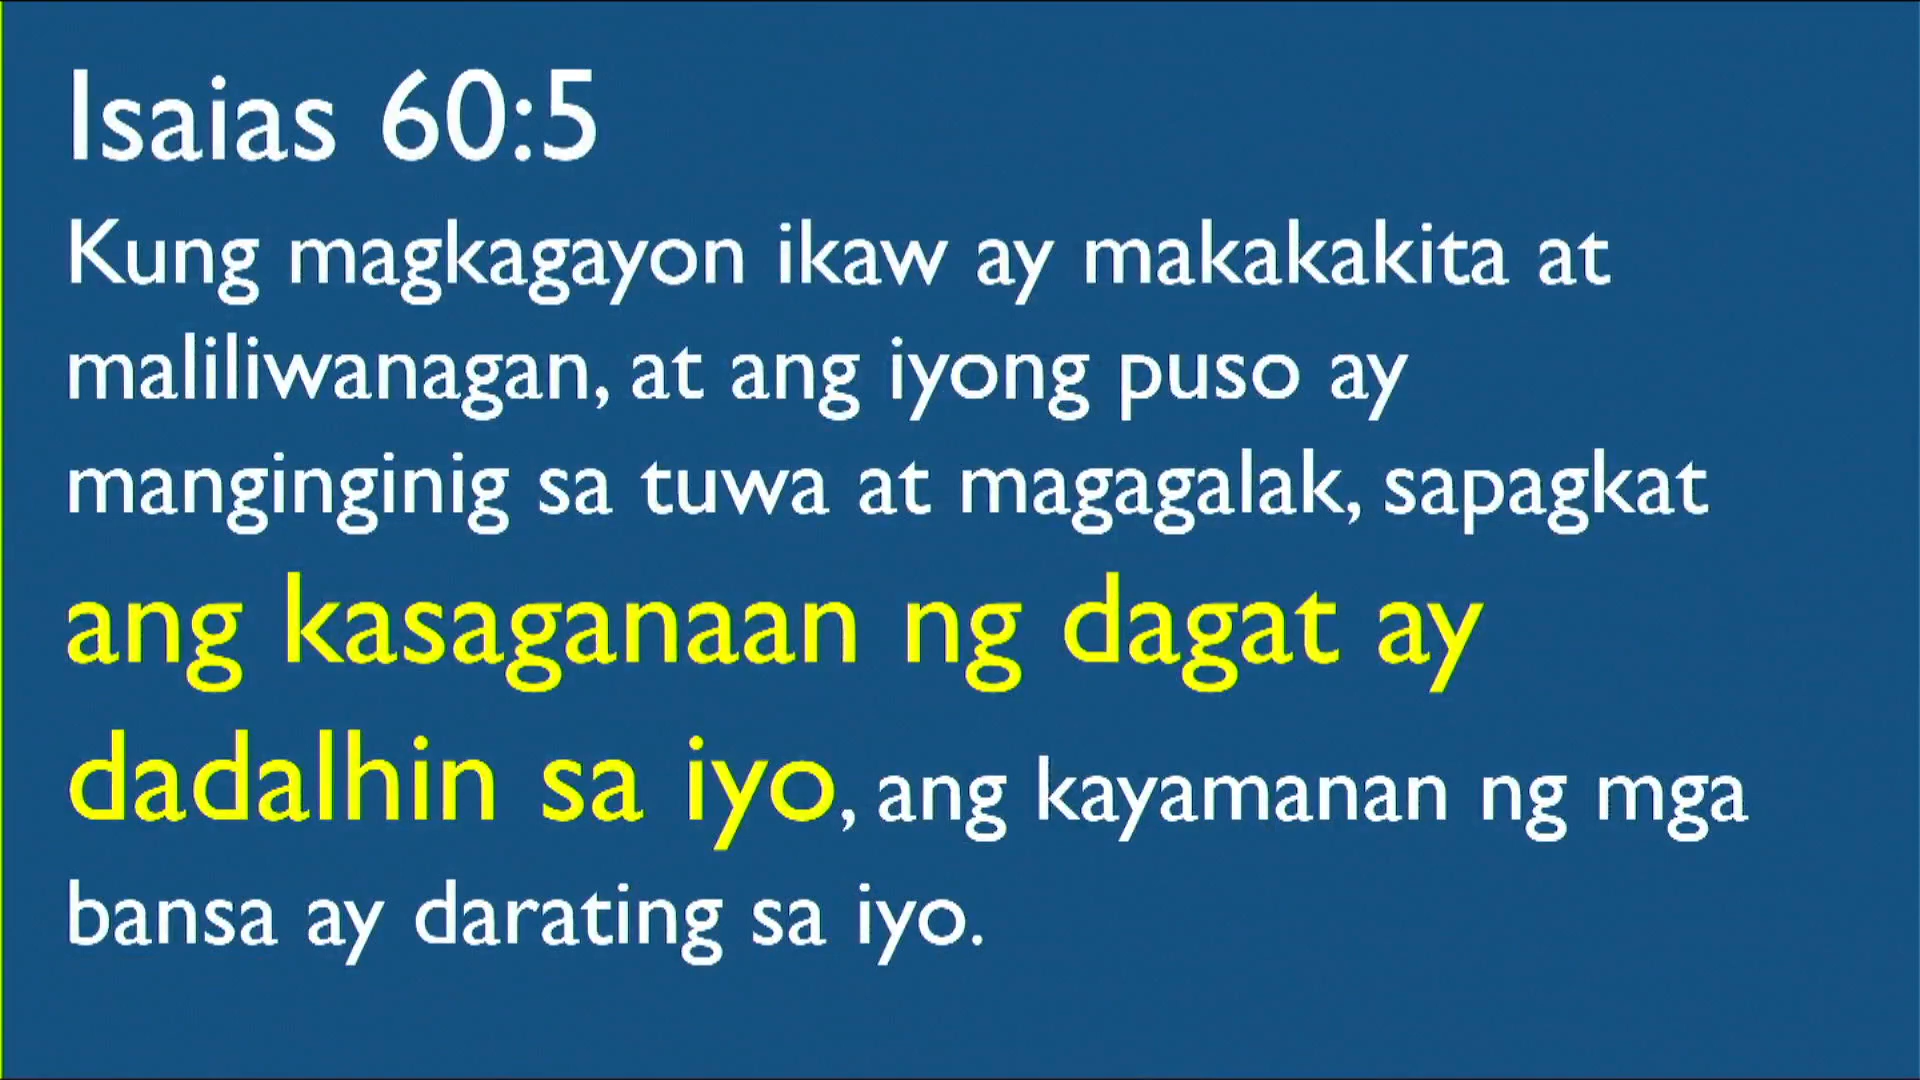 Isaias 60:5
Kung magkagayon ikaw ay makakakita at
maliliwanagan, at ang iyong puso ay
manginginig sa tuwa at magagalak, sapagkat
ang kasaganaan ng dagat ay
dadalhin sa iyo, ang kayamanan ng mga
bansa ay darating sa iyo.